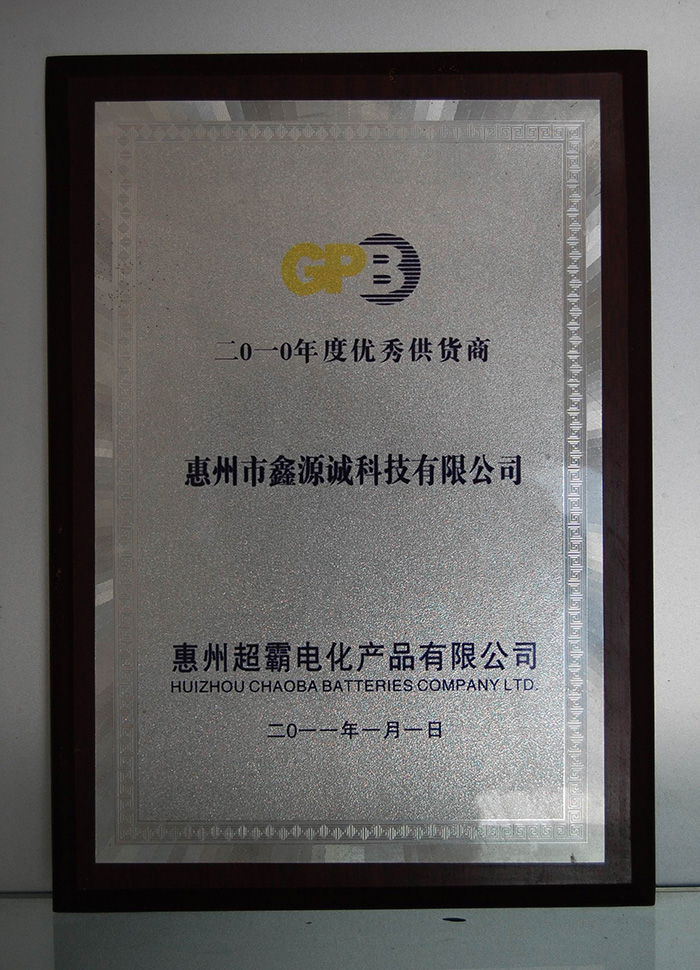 GPB
二0一0年度优秀供货商
惠州市鑫源诚科技有限公司
惠州超霸电化产品有限公司
HUIZHOU CHAOBA BATTERIES COMPANY LTD.
二0一一年一月一日